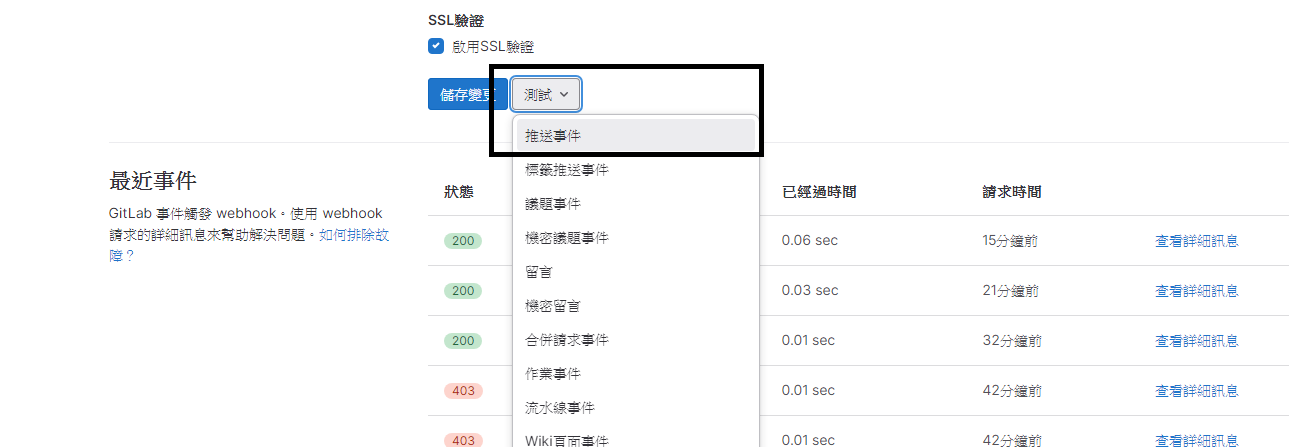 SSL驗證
啟用SSL驗證
儲存變更
測試
推送事件
標籤推送事件
議題事件
機密議題事件
留言
機密留言
合併請求事件
作業事件
流水線事件
Wiki頁面事件
最近事件
GitLab 事件觸發 webhook。使用 webhook
請求的詳細訊息來幫助解決問題。如何排除故
障？
狀態 已經過時間 請求時間
200 0.06 sec 15分鐘前 查看詳細訊息
200 0.03 sec 21分鐘前 查看詳細訊息
200 0.01 sec 32分鐘前 查看詳細訊息
403 0.01 sec 42分鐘前 查看詳細訊息
403 0.01 sec 42分鐘前 查看詳細訊息